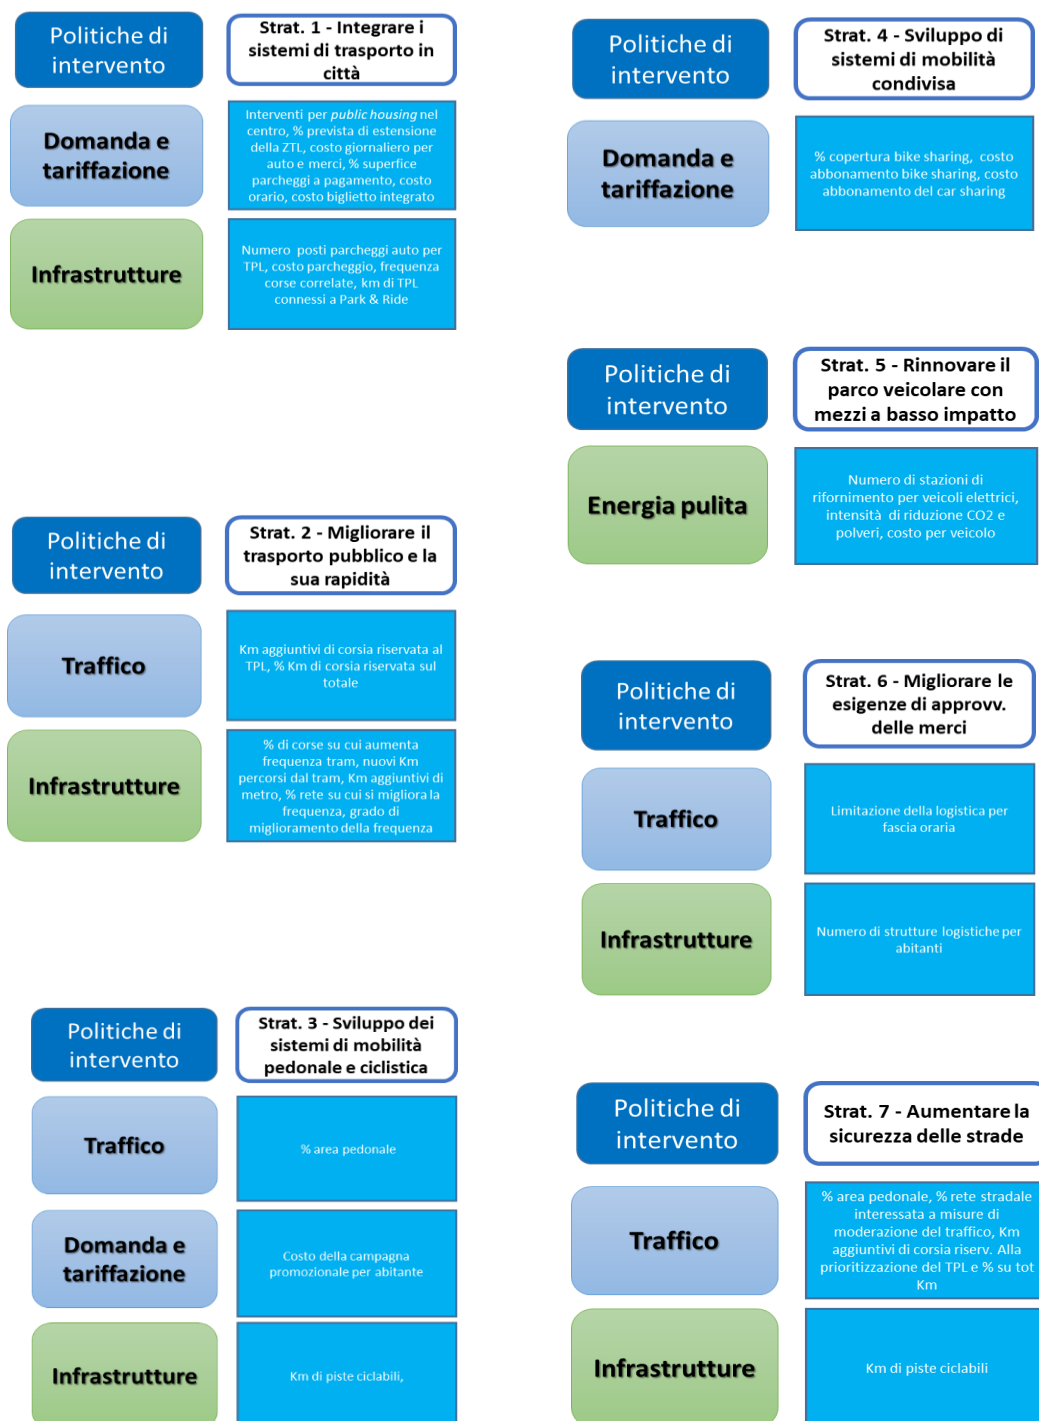 Politiche di
intervento
Strat. 1 - Integrare i
sistemi di trasporto in
città
Domanda e
tariffazione
Interventi per public housing nel
centro, % prevista di estensione
della ZTL, costo giornaliero per
auto e merci, % superfice
parcheggi a pagamento, costo
orario, costo biglietto integrato
Infrastrutture
Numero posti parcheggi auto per
TPL, costo parcheggio, frequenza
corse correlate, km di TPL
connessi a Park & Ride
Politiche di
intervento
Strat. 2 - Migliorare il
trasporto pubblico e la
sua rapidità
Traffico
Km aggiuntivi di corsia riservata al
TPL, % Km di corsia riservata sul
totale
Infrastrutture
% di corse su cui aumenta
frequenza tram, nuovi Km
percorsi dal tram, Km aggiuntivi di
metro, % rete su cui si migliora la
frequenza, grado di
miglioramento della frequenza
Politiche di
intervento
Strat. 3 - Sviluppo dei
sistemi di mobilità
pedonale e ciclistica
Traffico
% area pedonale
Domanda e
tariffazione
Costo della campagna
promozionale per abitante
Infrastrutture
Km di piste ciclabili,
Politiche di
intervento
Strat. 4 - Sviluppo di
sistemi di mobilità
condivisa
Domanda e
tariffazione
% copertura bike sharing, costo
abbonamento bike sharing, costo
abbonamento del car sharing
Politiche di
intervento
Strat. 5 - Rinnovare il
parco veicolare con
mezzi a basso impatto
Energia pulita
Numero di stazioni di
rifornimento per veicoli elettrici,
intensità di riduzione CO2 e
polveri, costo per veicolo
Politiche di
intervento
Strat. 6 - Migliorare le
esigenze di approvv.
delle merci
Traffico
Limitazione della logistica per
fascia oraria
Infrastrutture
Numero di strutture logistiche per
abitanti
Politiche di
intervento
Strat. 7 - Aumentare la
sicurezza delle strade
Traffico
% area pedonale, % rete stradale
interessata a misure di
moderazione del traffico, Km
aggiuntivi di corsia riserv. Alla
prioritizzazione del TPL e % su tot
Km
Infrastrutture
Km di piste ciclabili